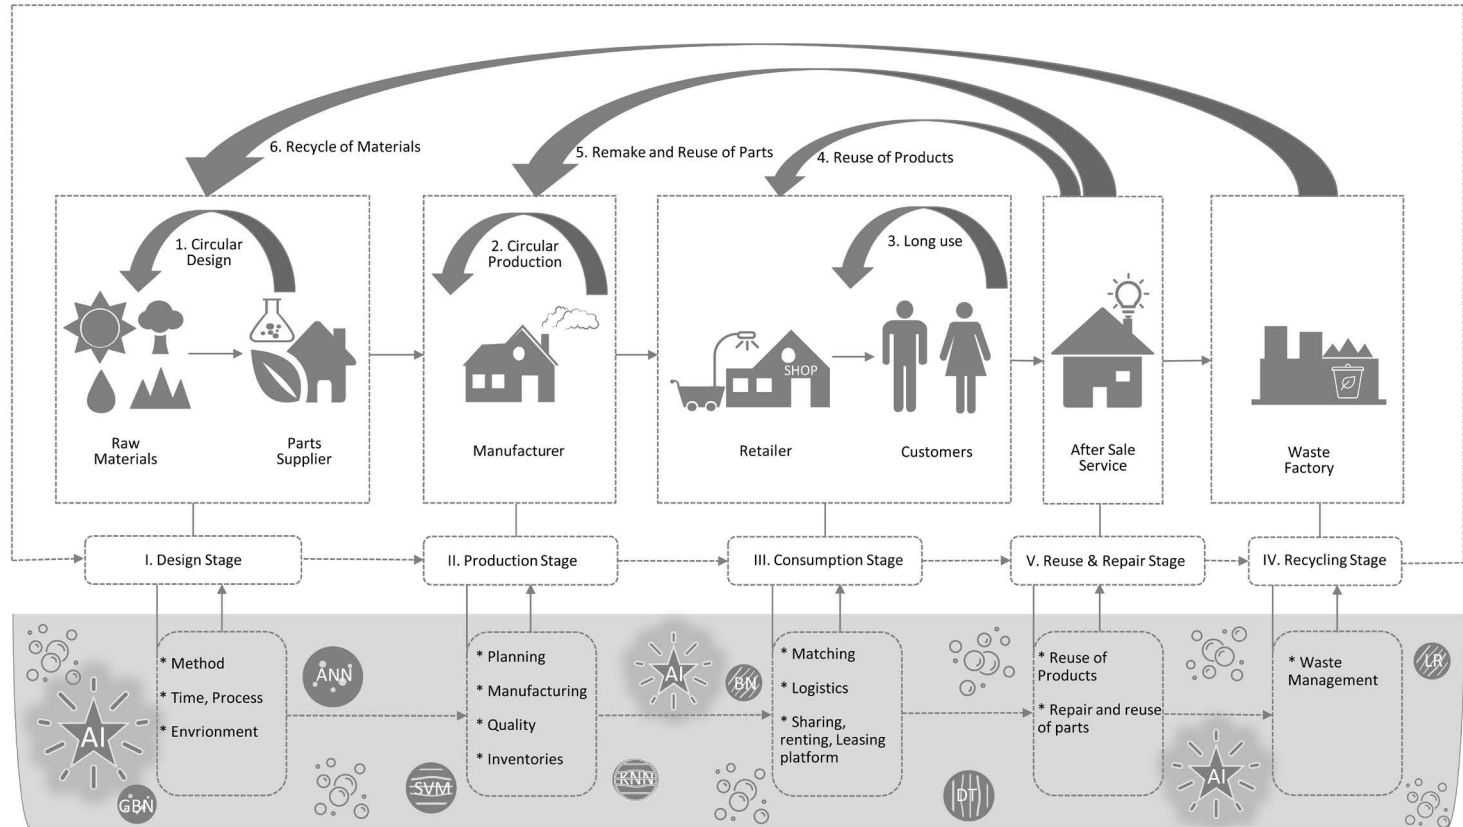 6. Recycle of Materials
5. Remake and Reuse of Parts
4. Reuse of Products
1. Circular
Design
2. Circular
Production
3. Long use
SHOP
Raw
Materials
Parts
Supplier
Manufacturer
Retailer
Customers
After Sale
Service
Waste
Factory
I. Design Stage
II. Production Stage
III. Consumption Stage
V. Reuse & Repair Stage
IV. Recycling Stage
* Method
* Time, Process
* Envrionment
* Planning
* Manufacturing
* Quality
* Inventories
* Matching
* Logistics
* Sharing,
renting, Leasing
platform
* Reuse of
Products
* Repair and reuse
of parts
* Waste
Management
AI
GBN
ANN
SVM
KNN
AI
BN
DT
AI
LR